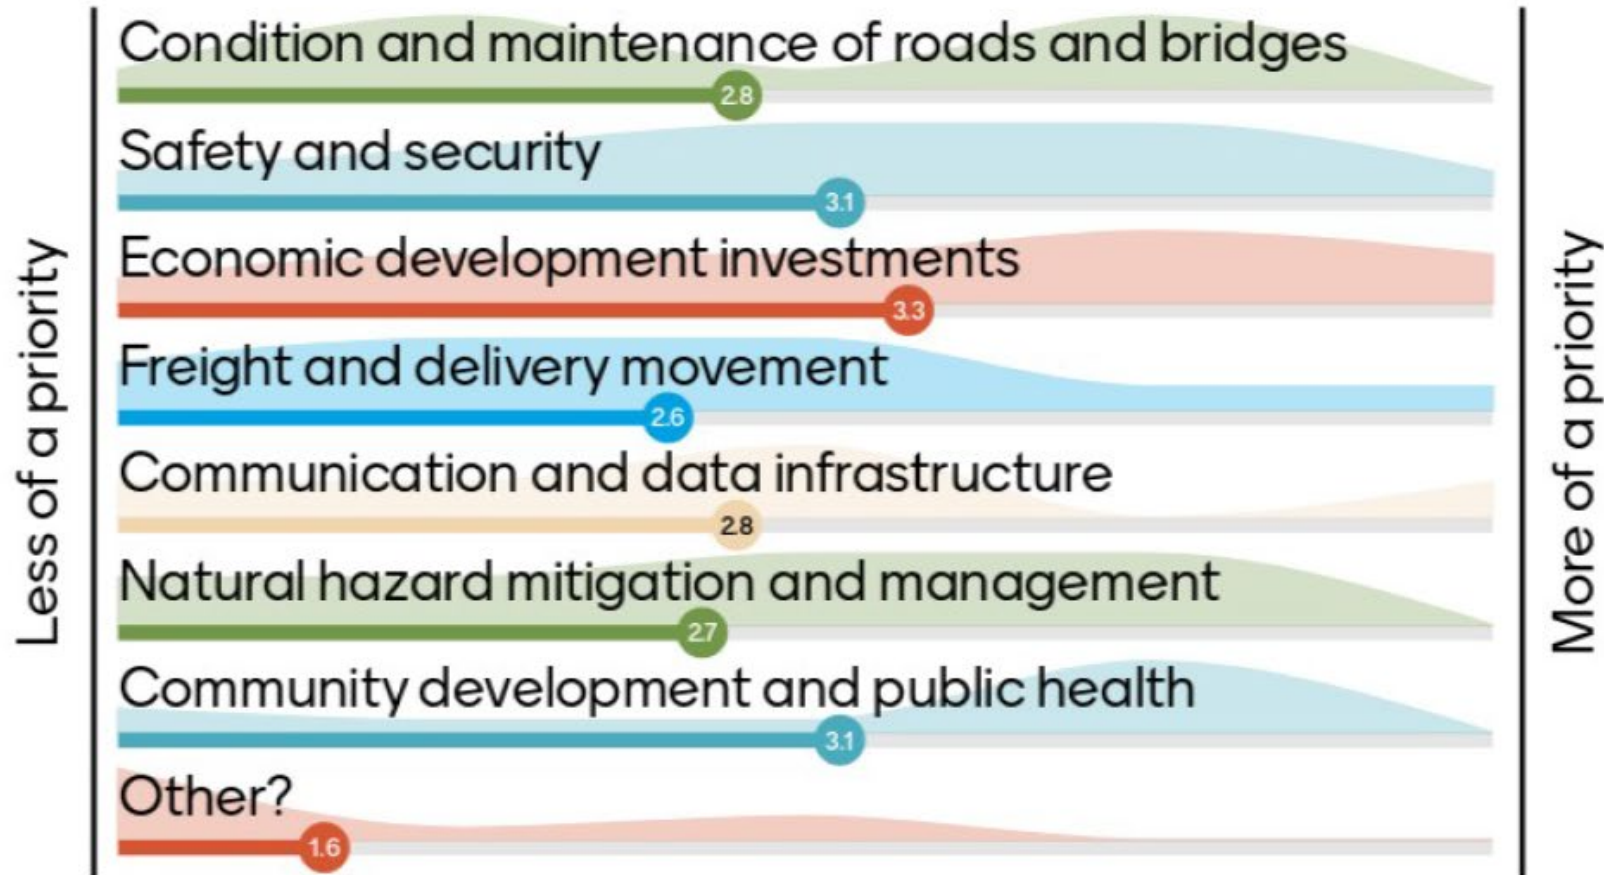 Condition and maintenance of roads and bridges
2.8
Safety and security
3.1
Economic development investments
3.3
Less of a priority
Freight and delivery movement
2.6
Communication and data infrastructure
2.8
Natural hazard mitigation and management
2.7
Community development and public health
3.1
Other?
1.6
More of a priority